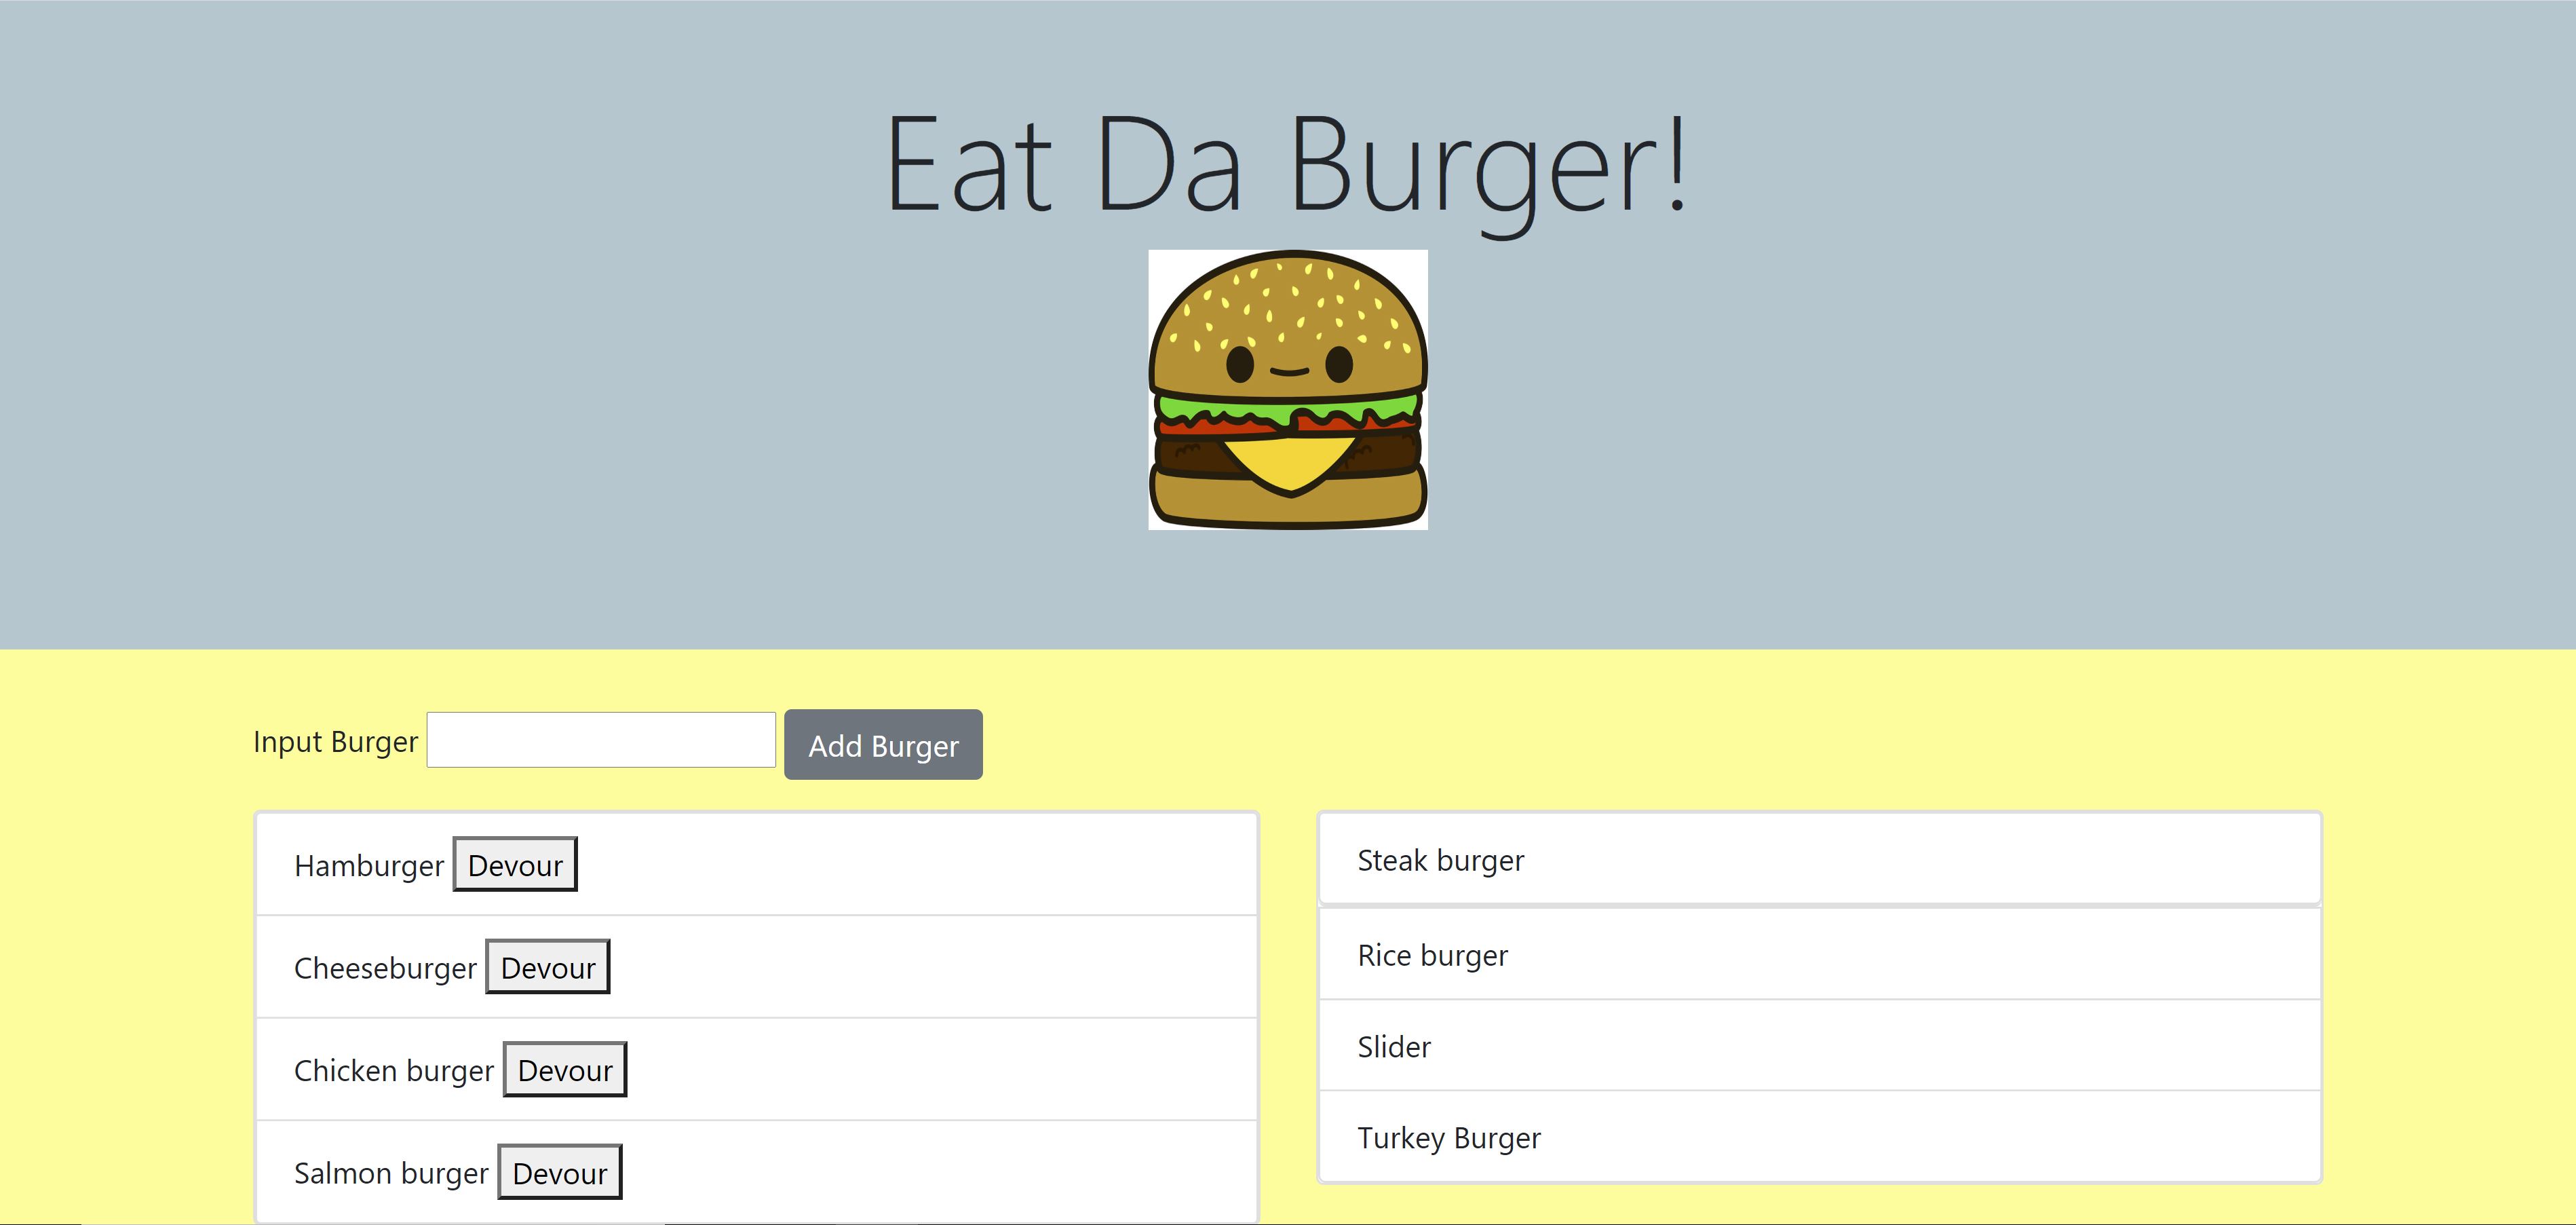 Eat Da Burger!
Input Burger Add Burger
Hamburger Devour
Cheeseburger Devour
Chicken burger Devour
Salmon burger Devour
Steak burger
Rice burger
Slider
Turkey Burger